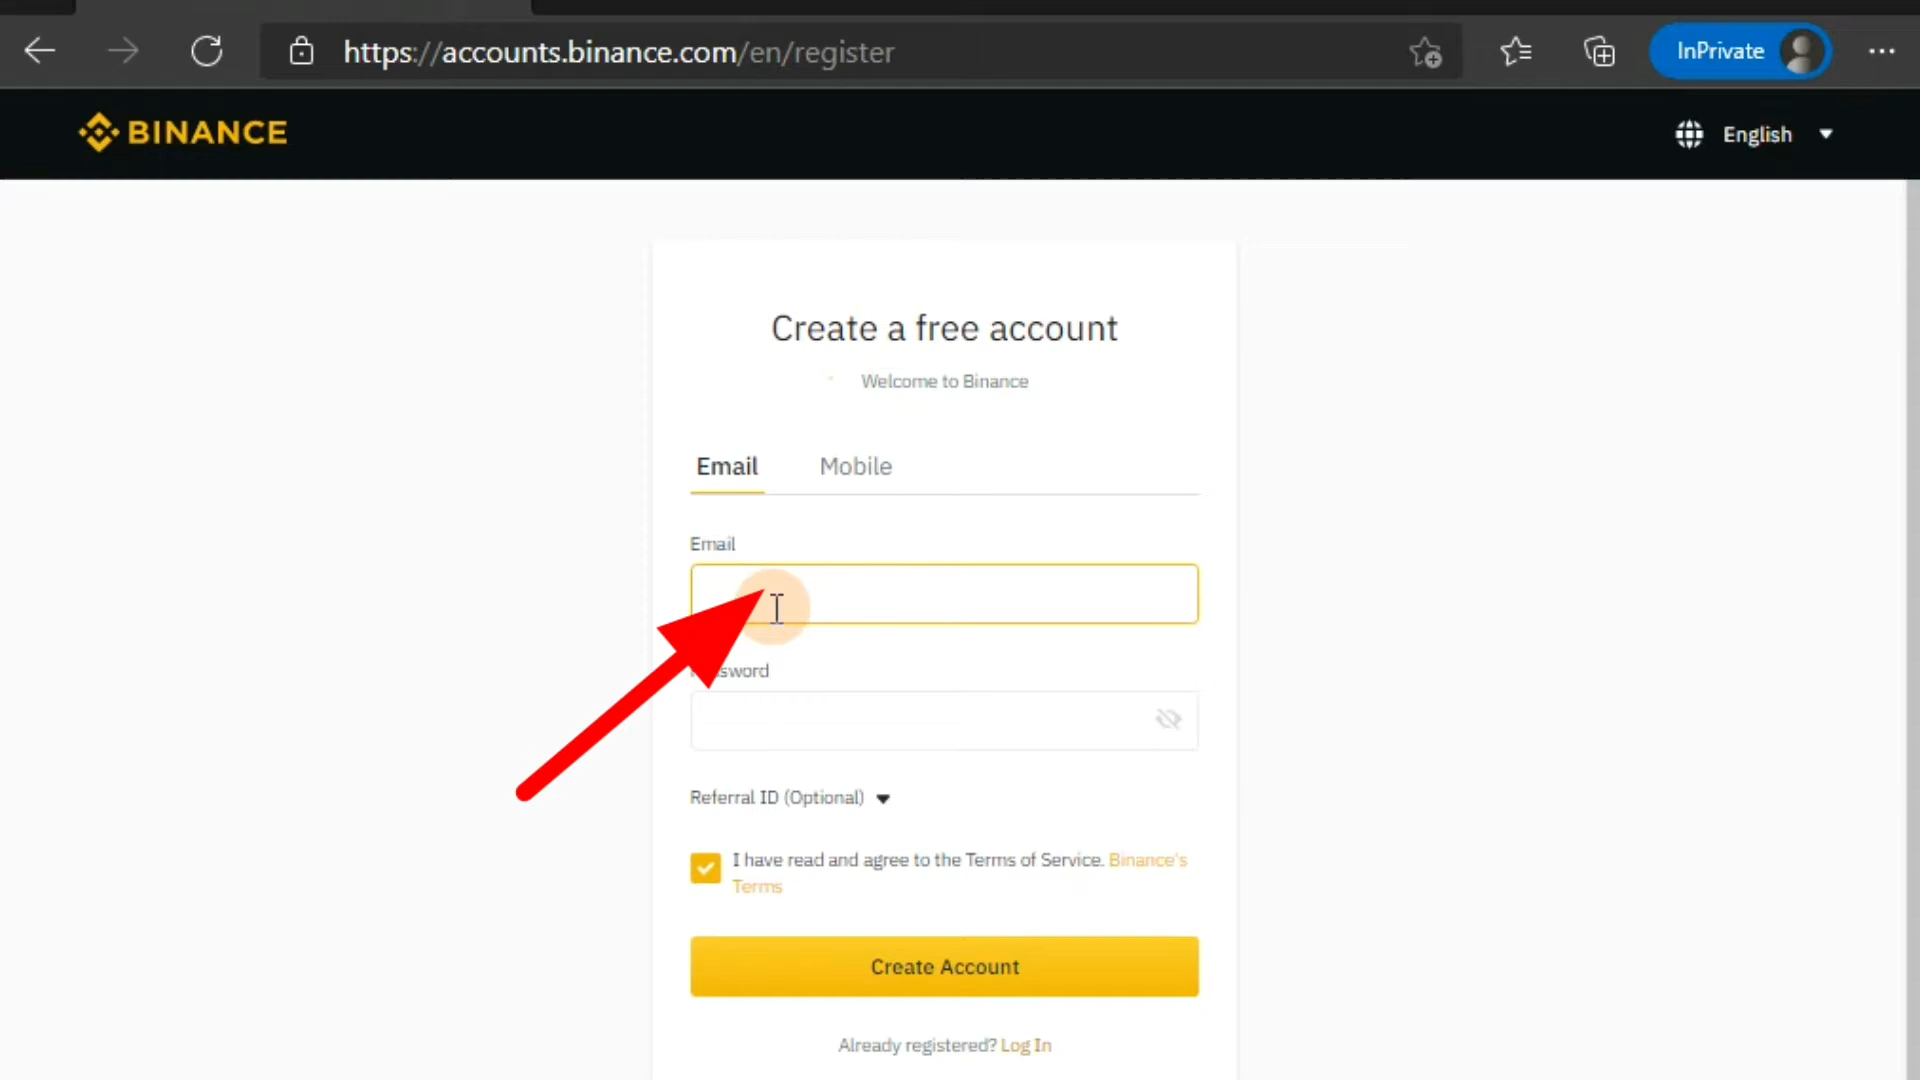 https://accounts.binance.com/en/register
InPrivate
BINANCE
English
Create a free account
Welcome to Binance
Email
Mobile
Email
sword
Referral ID (Optional)
I have read and agree to the Terms of Service. Binance's
Terms
Create Account
Already registered? Log In